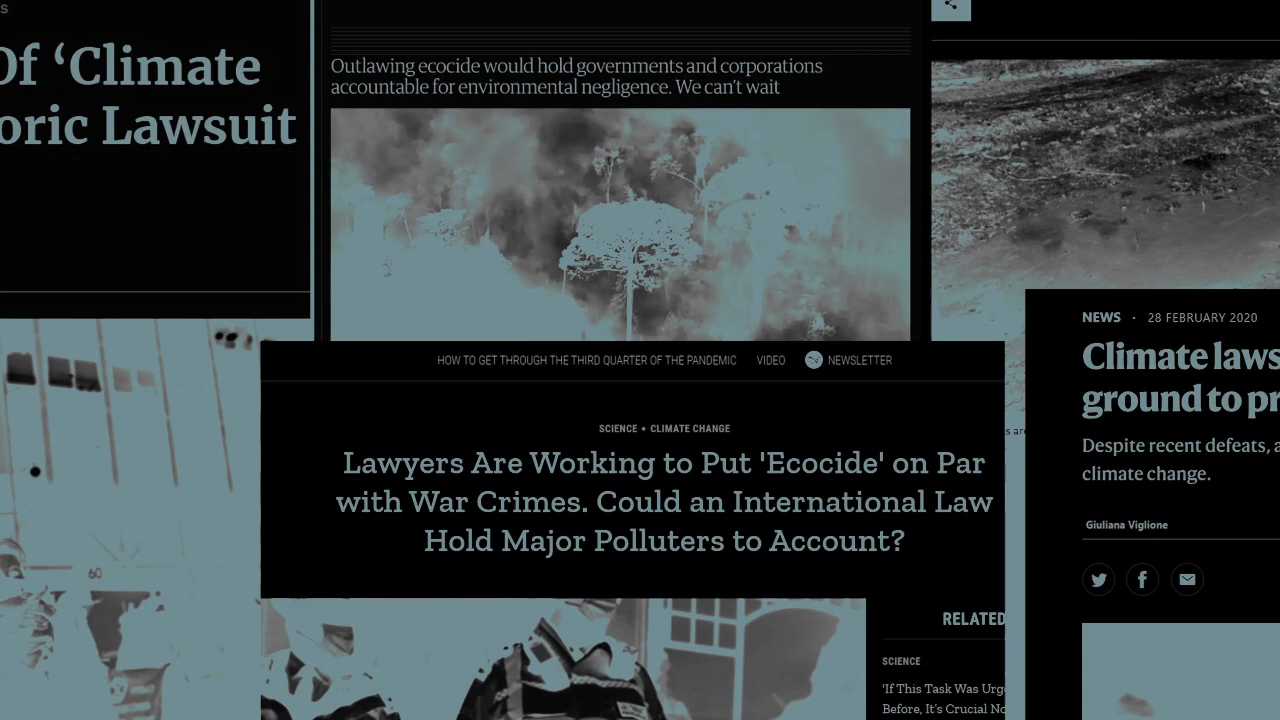 S
Of ‘Climate
oric Lawsuit
Outlawing ecocide would hold governments and corporations
accountable for environmental negligence. We can't wait
HOW TO GET THROUGH THE THIRD QUARTER OF THE PANDEMIC VIDEO NEWSLETTER
SCIENCE • CLIMATE CHANGE
Lawyers Are Working to Put 'Ecocide' on Par
with War Crimes. Could an International Law
Hold Major Polluters to Account?
RELATED
SCIENCE
'If This Task Was Urg
Before, It's Crucial No
s are
NEWS · 28 FEBRUARY 2020
Climate laws
ground to pr
Despite recent defeats, a
climate change.
Giuliana Viglione
60